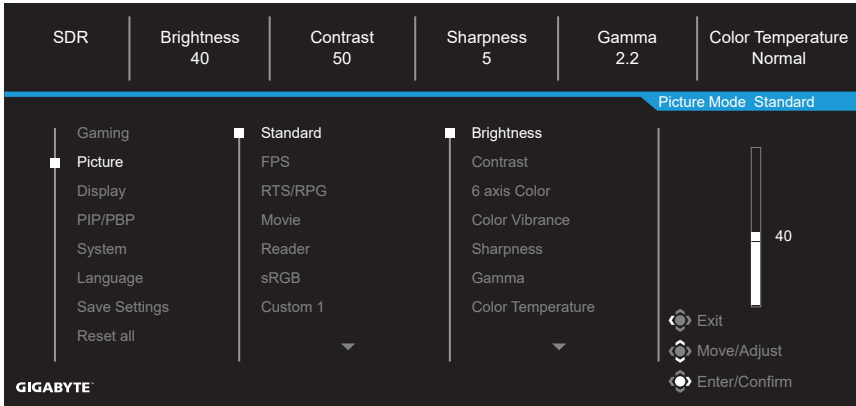 SDR
Brightness
40
Contrast
50
Sharpness
5
Gamma
2.2
Color Temperature
Normal
Picture Mode Standard
Gaming
Picture
Display
PIP/PBP
System
Language
Save Settings
Reset all
Standard
FPS
RTS/RPG
Movie
Reader
sRGB
Custom 1
Brightness
Contrast
6 axis Color
Color Vibrance
Sharpness
Gamma
Color Temperature
40
Exit
Move/Adjust
Enter/Confirm
GIGABYTE™